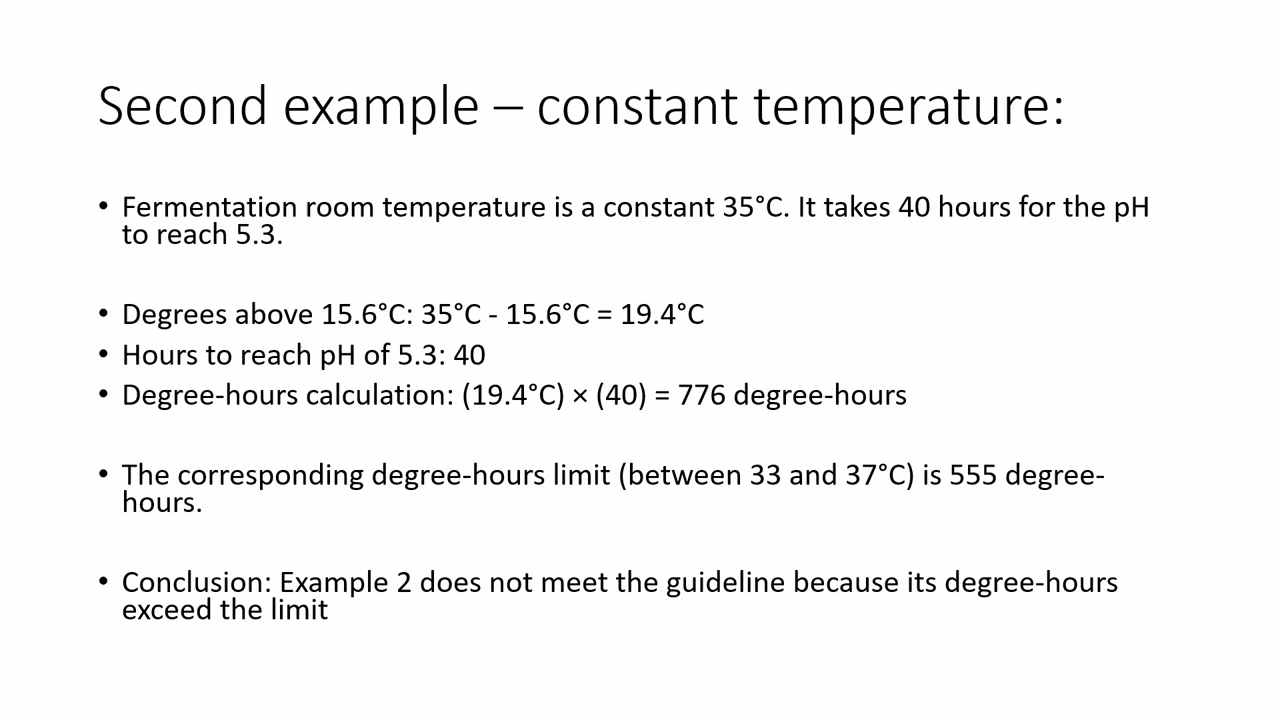 Second example – constant temperature:
• Fermentation room temperature is a constant 35°C. It takes 40 hours for the pH
to reach 5.3.
• Degrees above 15.6°C: 35°C - 15.6°C = 19.4°C
• Hours to reach pH of 5.3: 40
• Degree-hours calculation: (19.4°C) × (40) = 776 degree-hours
• The corresponding degree-hours limit (between 33 and 37°C) is 555 degree-
hours.
• Conclusion: Example 2 does not meet the guideline because its degree-hours
exceed the limit